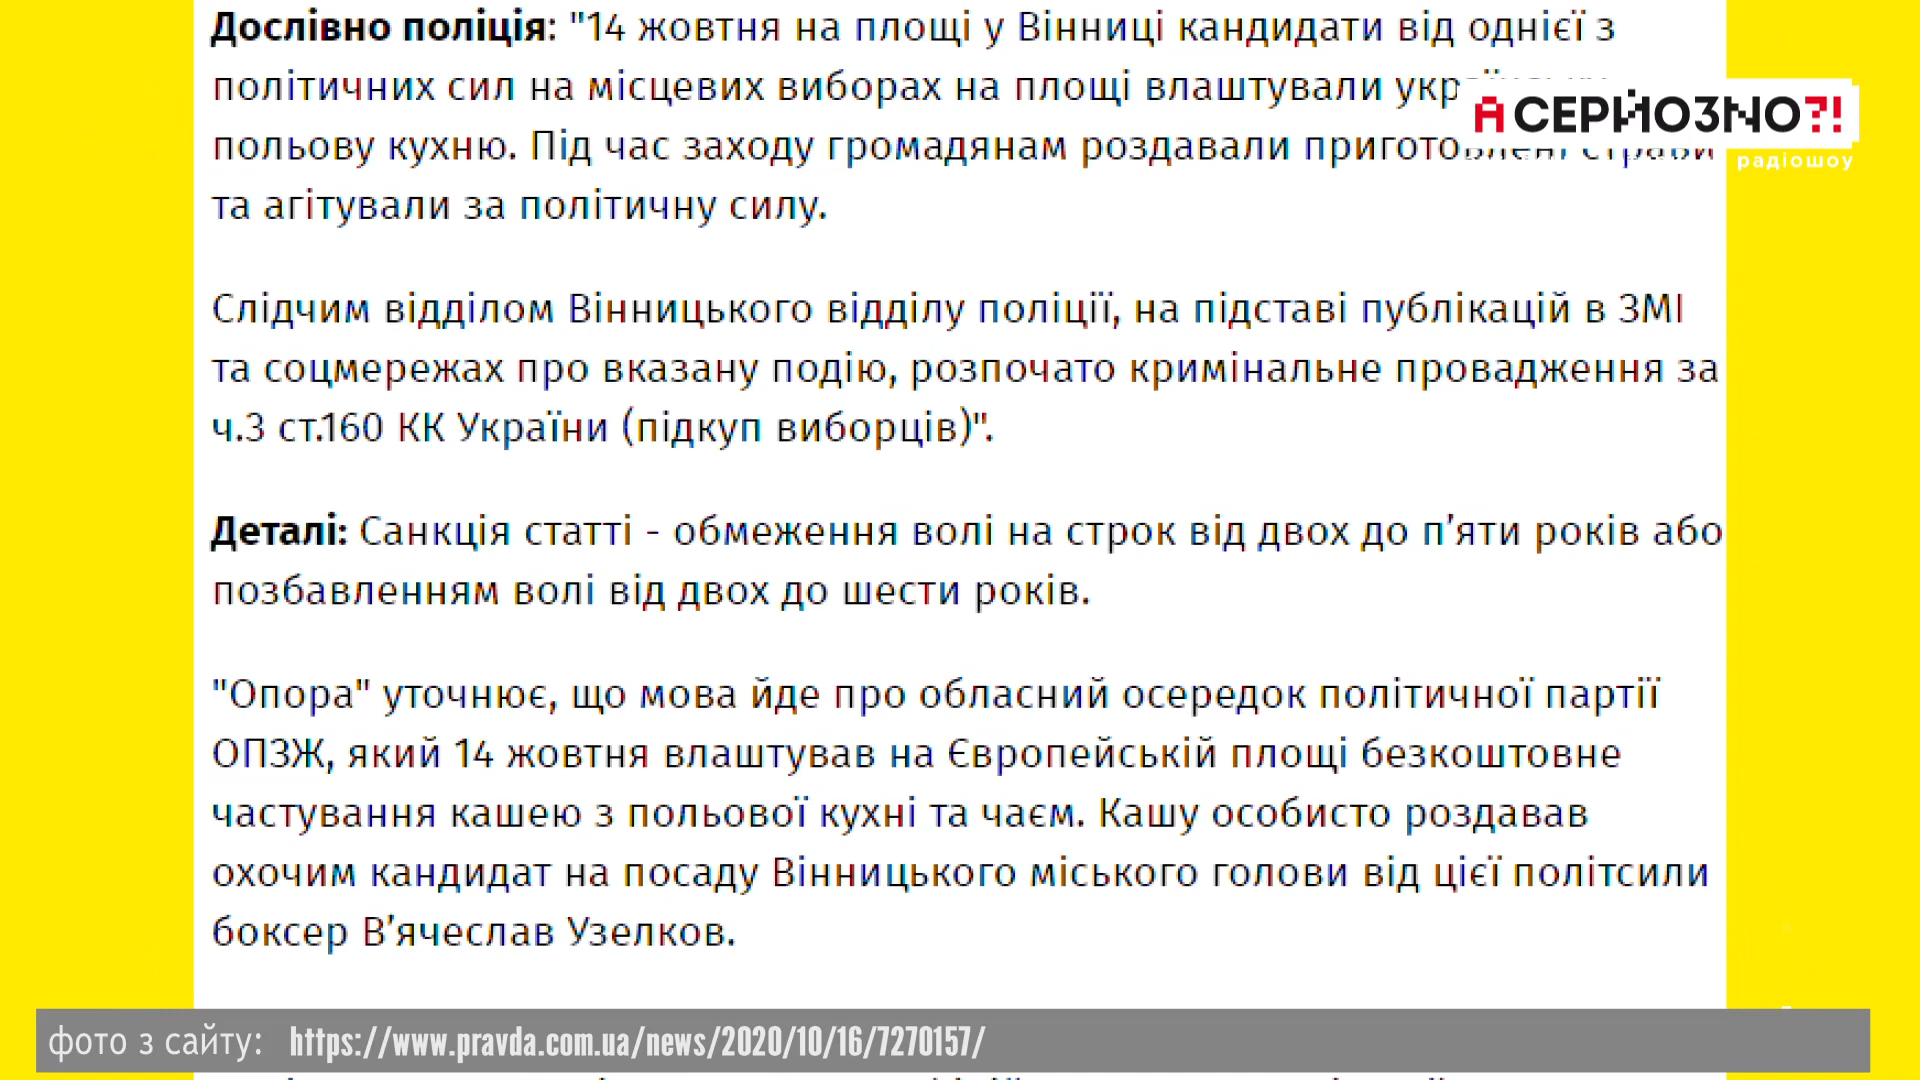 Дослівно поліція: "14 жовтня на площі у Вінниці кандидати від однієї з
політичних сил на місцевих виборах на площі влаштували
польову кухню. Під час заходу громадянам роздавали приготовлені страви
та агітували за політичну силу.
Слідчим відділом Вінницького відділу поліції, на підставі публікацій в ЗМІ
та соцмережах про вказану подію, розпочато кримінальне провадження за
ч.3 ст.160 КК України (підкуп виборців)".
Деталі: Санкція статті - обмеження волі на строк від двох до п'яти років або
позбавленням волі від двох до шести років.
"Опора" уточнює, що мова йде про обласний осередок політичної партії
ОПЗЖ, який 14 жовтня влаштував на Європейській площі безкоштовне
частування кашею з польової кухні та чаєм. Кашу особисто роздавав
охочим кандидат на посаду Вінницького міського голови від цієї політсили
боксер В'ячеслав Узелков.
А СЕРЙОЗНО?!
радіошоу
фото з сайту: https://www.pravda.com.ua/news/2020/10/16/7270157/